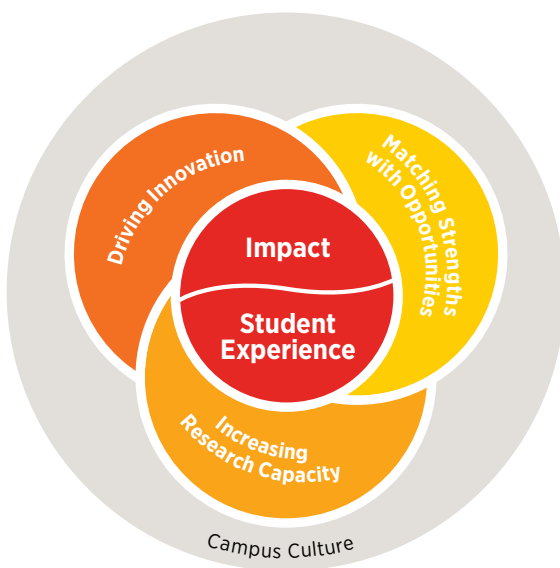 Driving Innovation
Matching Strengths
with Opportunities
Impact
Student
Experience
Increasing
Research Capacity
Campus Culture